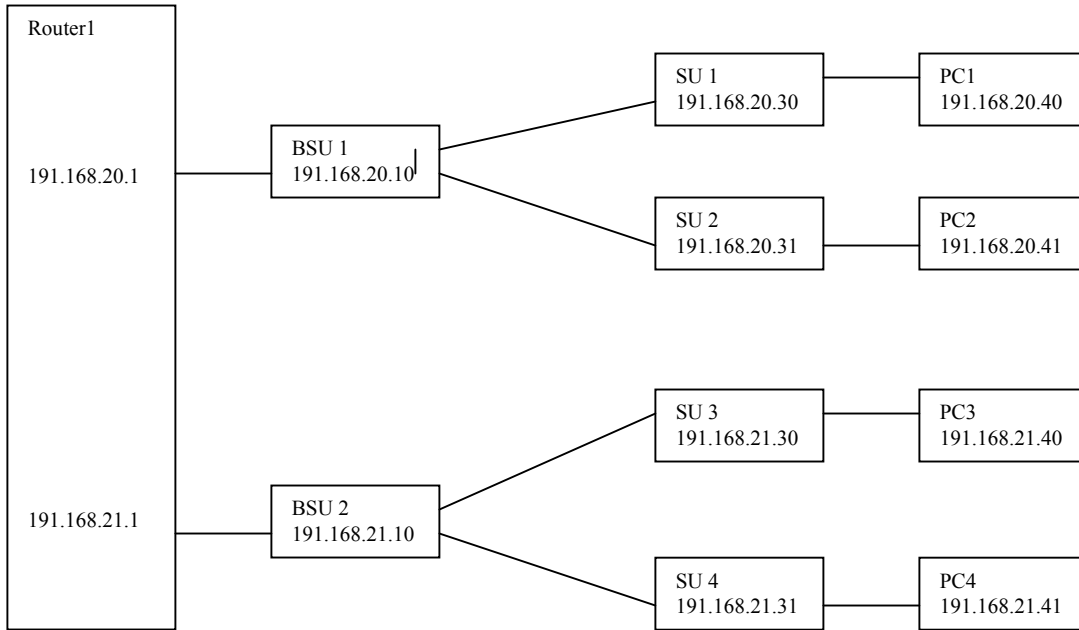 Router1
191.168.20.1
191.168.21.1
BSU 1
191.168.20.10
SU 1
191.168.20.30
PC1
191.168.20.40
SU 2
191.168.20.31
PC2
191.168.20.41
BSU 2
191.168.21.10
SU 3
191.168.21.30
PC3
191.168.21.40
SU 4
191.168.21.31
PC4
191.168.21.41